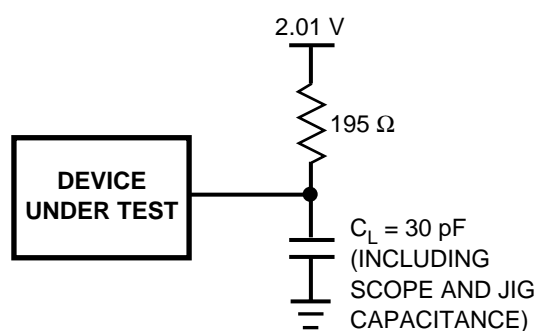 2.01 V
195 Ω
DEVICE
UNDER TEST
C_L = 30 pF
(INCLUDING
SCOPE AND JIG
CAPACITANCE)